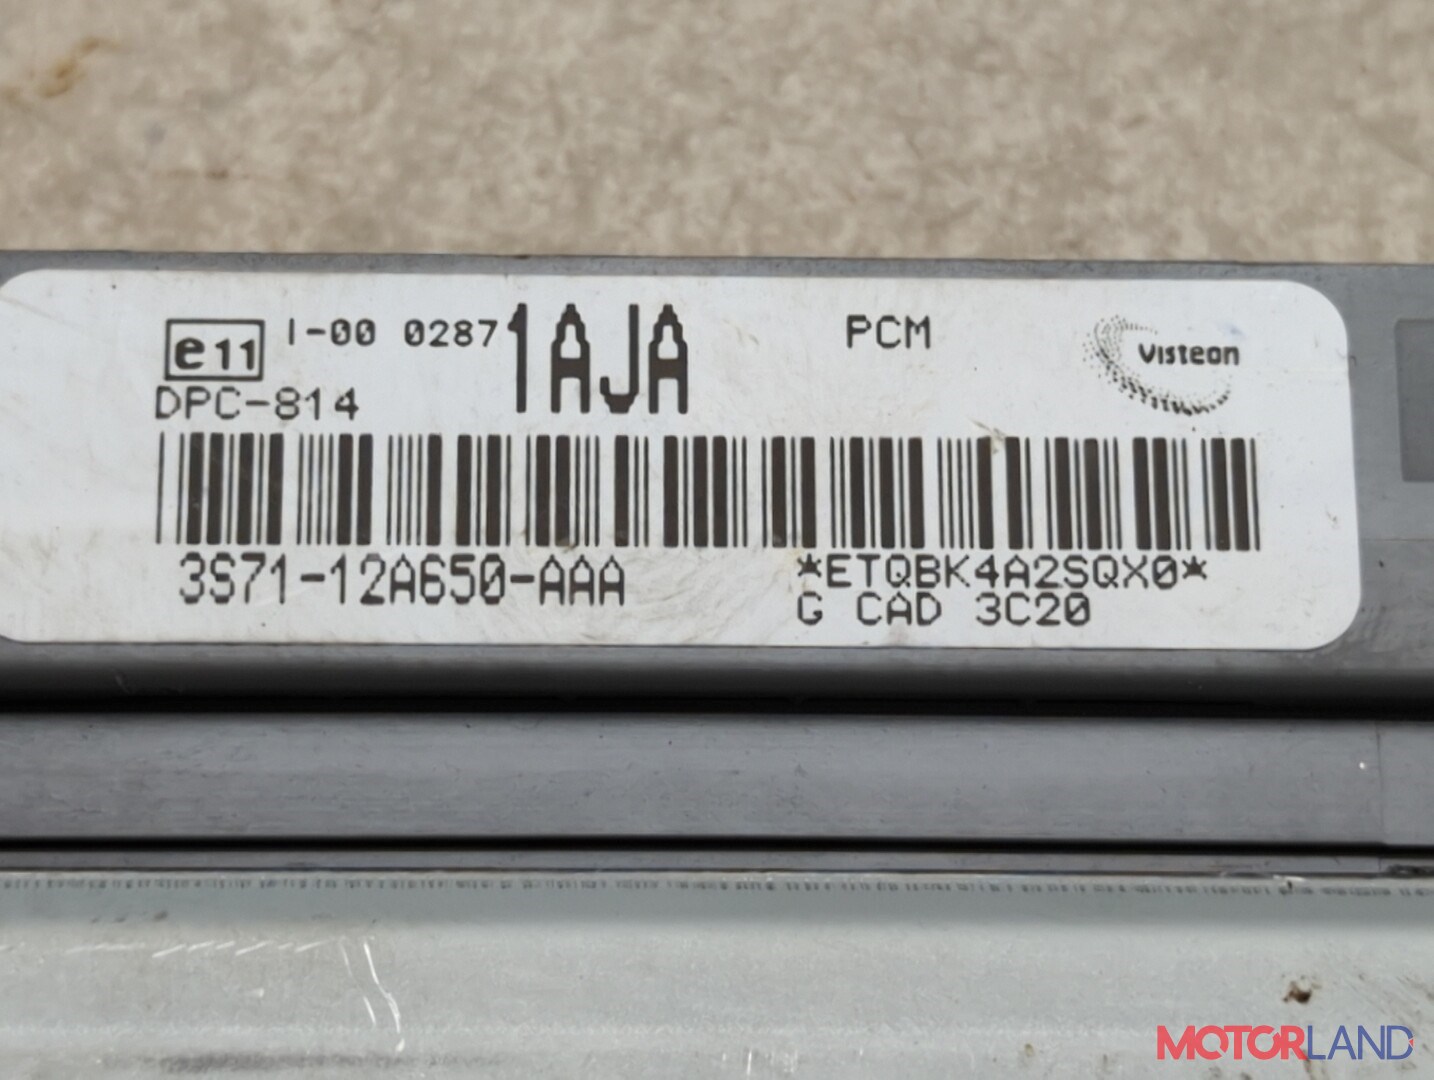 e11 I-00 0287 1AJA PCM Visteon
DPC-814
3S71-12A650-AAA *ETQBK4A2SQX0*
G CAD 3C20
MOTORLAND